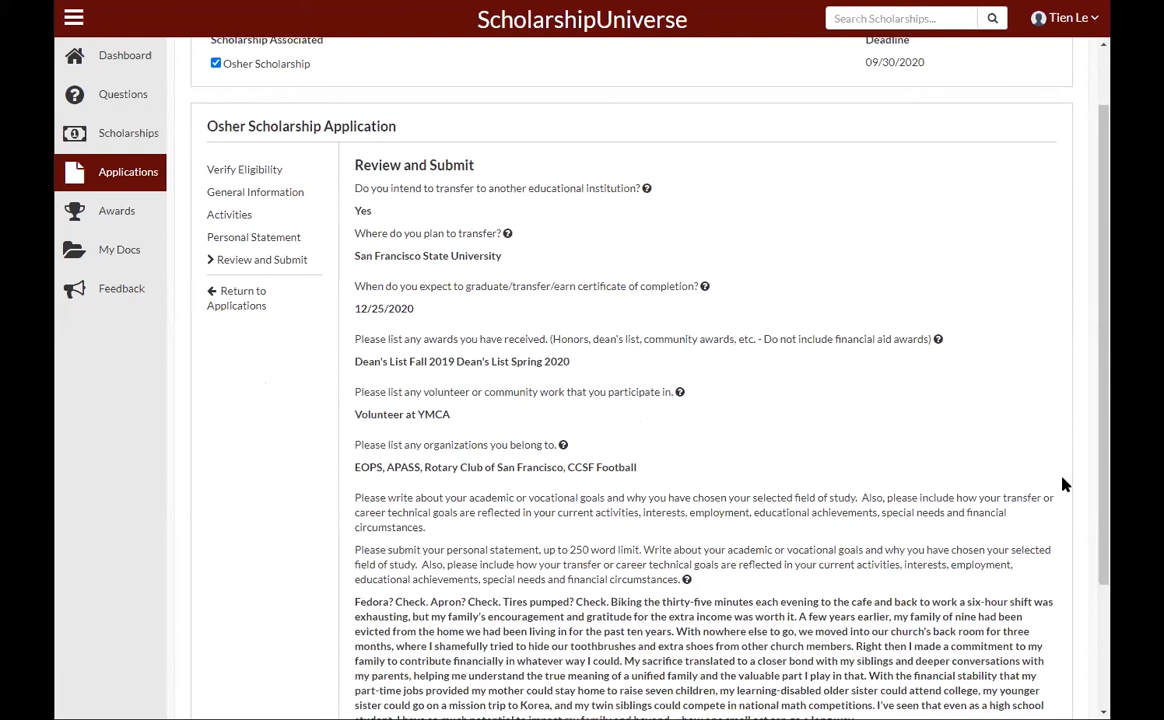 ScholarshipUniverse
Search Scholarships...
Tien Le
Dashboard
Questions
Scholarships
Applications
Awards
My Docs
Feedback
Scholarship Associated
Deadline
Osher Scholarship
09/30/2020
Osher Scholarship Application
Verify Eligibility
General Information
Activities
Personal Statement
Review and Submit
Return to
Applications
Review and Submit
Do you intend to transfer to another educational institution?
Yes
Where do you plan to transfer?
San Francisco State University
When do you expect to graduate/transfer/earn certificate of completion?
12/25/2020
Please list any awards you have received. (Honors, dean's list, community awards, etc. - Do not include financial aid awards)
Dean's List Fall 2019 Dean's List Spring 2020
Please list any volunteer or community work that you participate in.
Volunteer at YMCA
Please list any organizations you belong to.
EOPS, APASS, Rotary Club of San Francisco, CCSF Football
Please write about your academic or vocational goals and why you have chosen your selected field of study. Also, please include how your transfer or
career technical goals are reflected in your current activities, interests, employment, educational achievements, special needs and financial
circumstances.
Please submit your personal statement, up to 250 word limit. Write about your academic or vocational goals and why you have chosen your selected
field of study. Also, please include how your transfer or career technical goals are reflected in your current activities, interests, employment,
educational achievements, special needs and financial circumstances.
Fedora? Check. Apron? Check. Tires pumped? Check. Biking the thirty-five minutes each evening to the cafe and back to work a six-hour shift was
exhausting, but my family's encouragement and gratitude for the extra income was worth it. A few years earlier, my family of nine had been
evicted from the home we had been living in for the past ten years. With nowhere else to go, we moved into our church's back room for three
months, where I shamefully tried to hide our toothbrushes and extra shoes from other church members. Right then I made a commitment to my
family to contribute financially in whatever way I could. My sacrifice translated to a closer bond with my siblings and deeper conversations with
my parents, helping me understand the true meaning of a unified family and the valuable part I play in that. With the financial stability that my
part-time jobs provided my mother could stay home to raise seven children, my learning-disabled older sister could attend college, my younger
sister could go on a mission trip to Korea, and my twin siblings could compete in national math competitions. I've seen that even as a high school